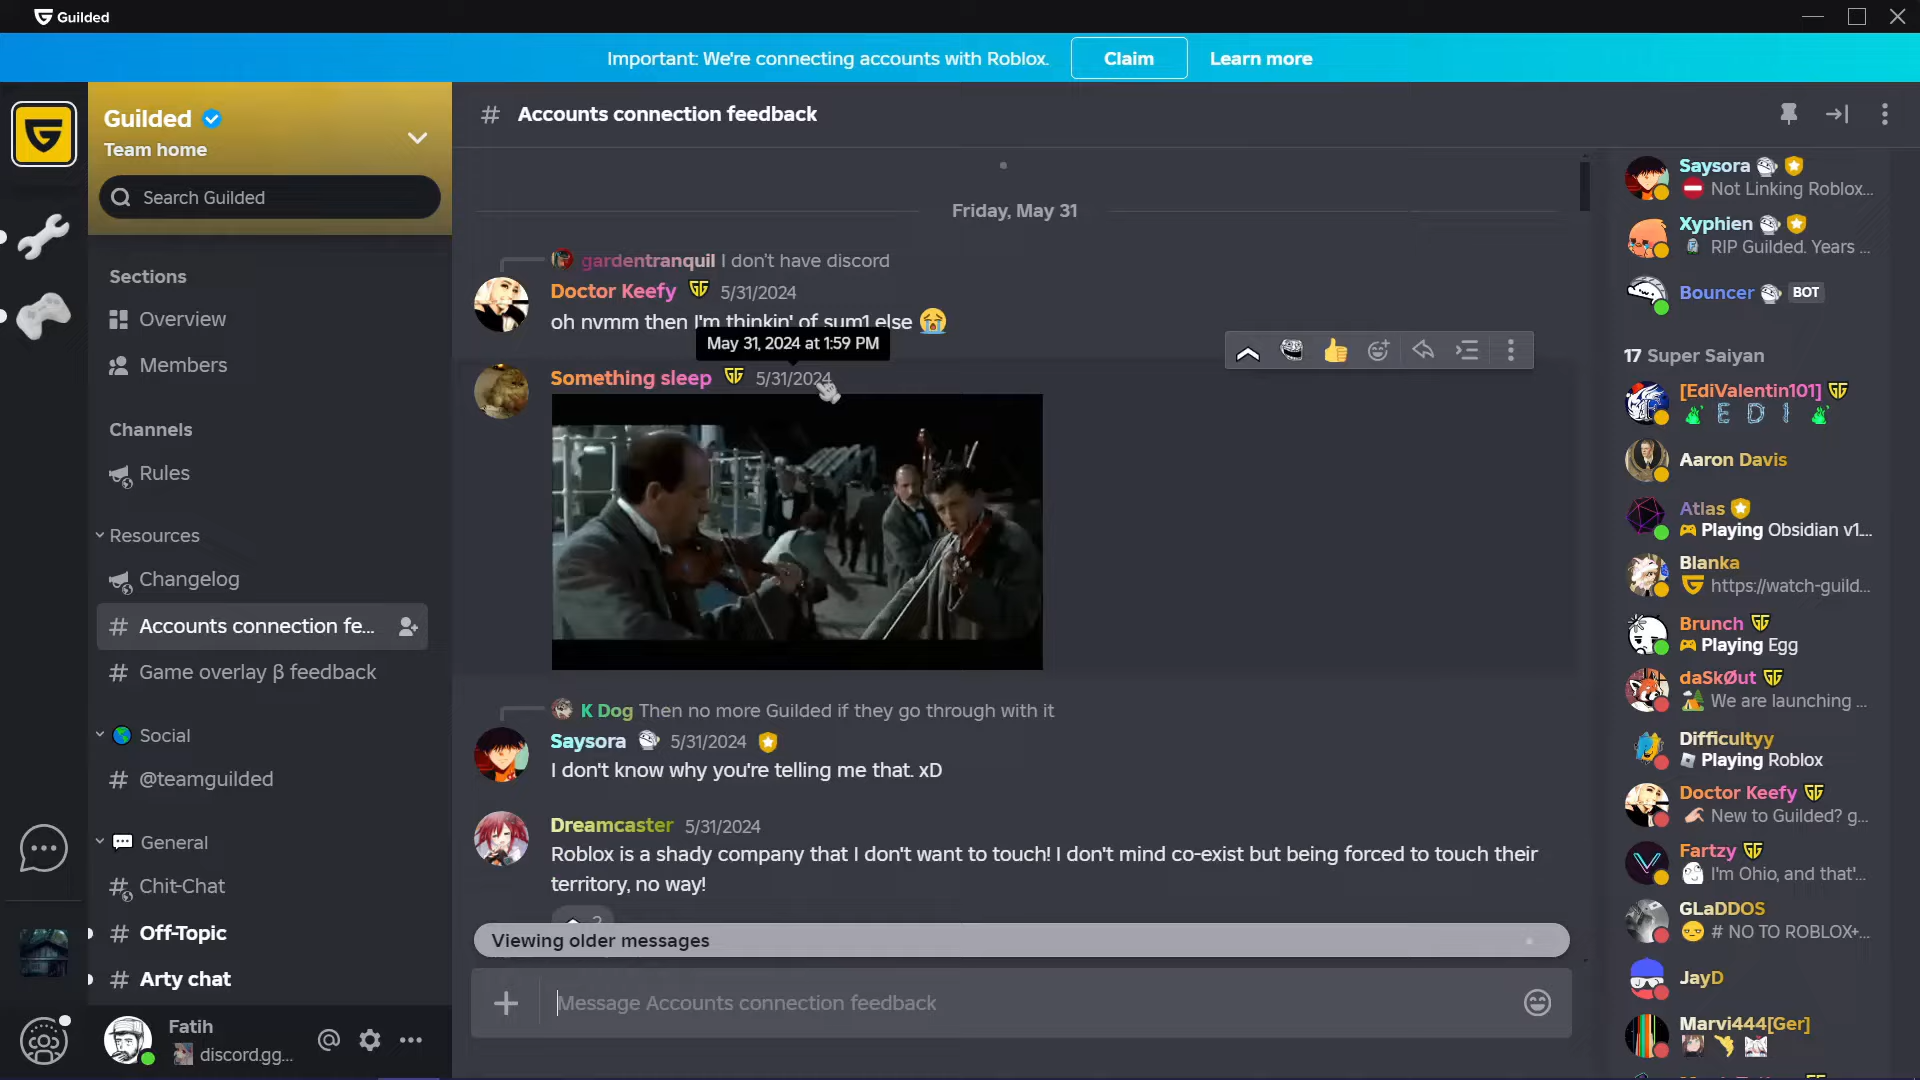 Guilded
Important: We're connecting accounts with Roblox. Claim Learn more
Guilded
Team home
Search Guilded
Sections
Overview
Members
Channels
Rules
Resources
Changelog
# Accounts connection fe...
# Game overlay β feedback
Social
# @teamguilded
General
Chit-Chat
# Off-Topic
# Arty chat
Fatih
discord.gg...
# Accounts connection feedback
Friday, May 31
gardentranquil I don't have discord
Doctor Keefy 5/31/2024
oh nvmm then I'm thinkin' of sum1 else 😭
May 31, 2024 at 1:59 PM
Something sleep 5/31/2024
K Dog Then no more Guilded if they go through with it
Saysora 5/31/2024
I don't know why you're telling me that. xD
Dreamcaster 5/31/2024
Roblox is a shady company that I don't want to touch! I don't mind co-exist but being forced to touch their
territory, no way!
Viewing older messages
Message Accounts connection feedback
Saysora
Not Linking Roblox...
Xyphien
RIP Guilded. Years ...
Bouncer BOT
17 Super Saiyan
[EdiValentin101]
E D I
Aaron Davis
Atlas
Playing Obsidian v1...
Blanka
https://watch-guild...
Brunch
Playing Egg
daSkØut
We are launching ...
Difficultyy
Playing Roblox
Doctor Keefy
New to Guilded? g...
Fartzy
I'm Ohio, and that'...
GLaDDOS
# NO TO ROBLOX+...
JayD
Marvi444[Ger]